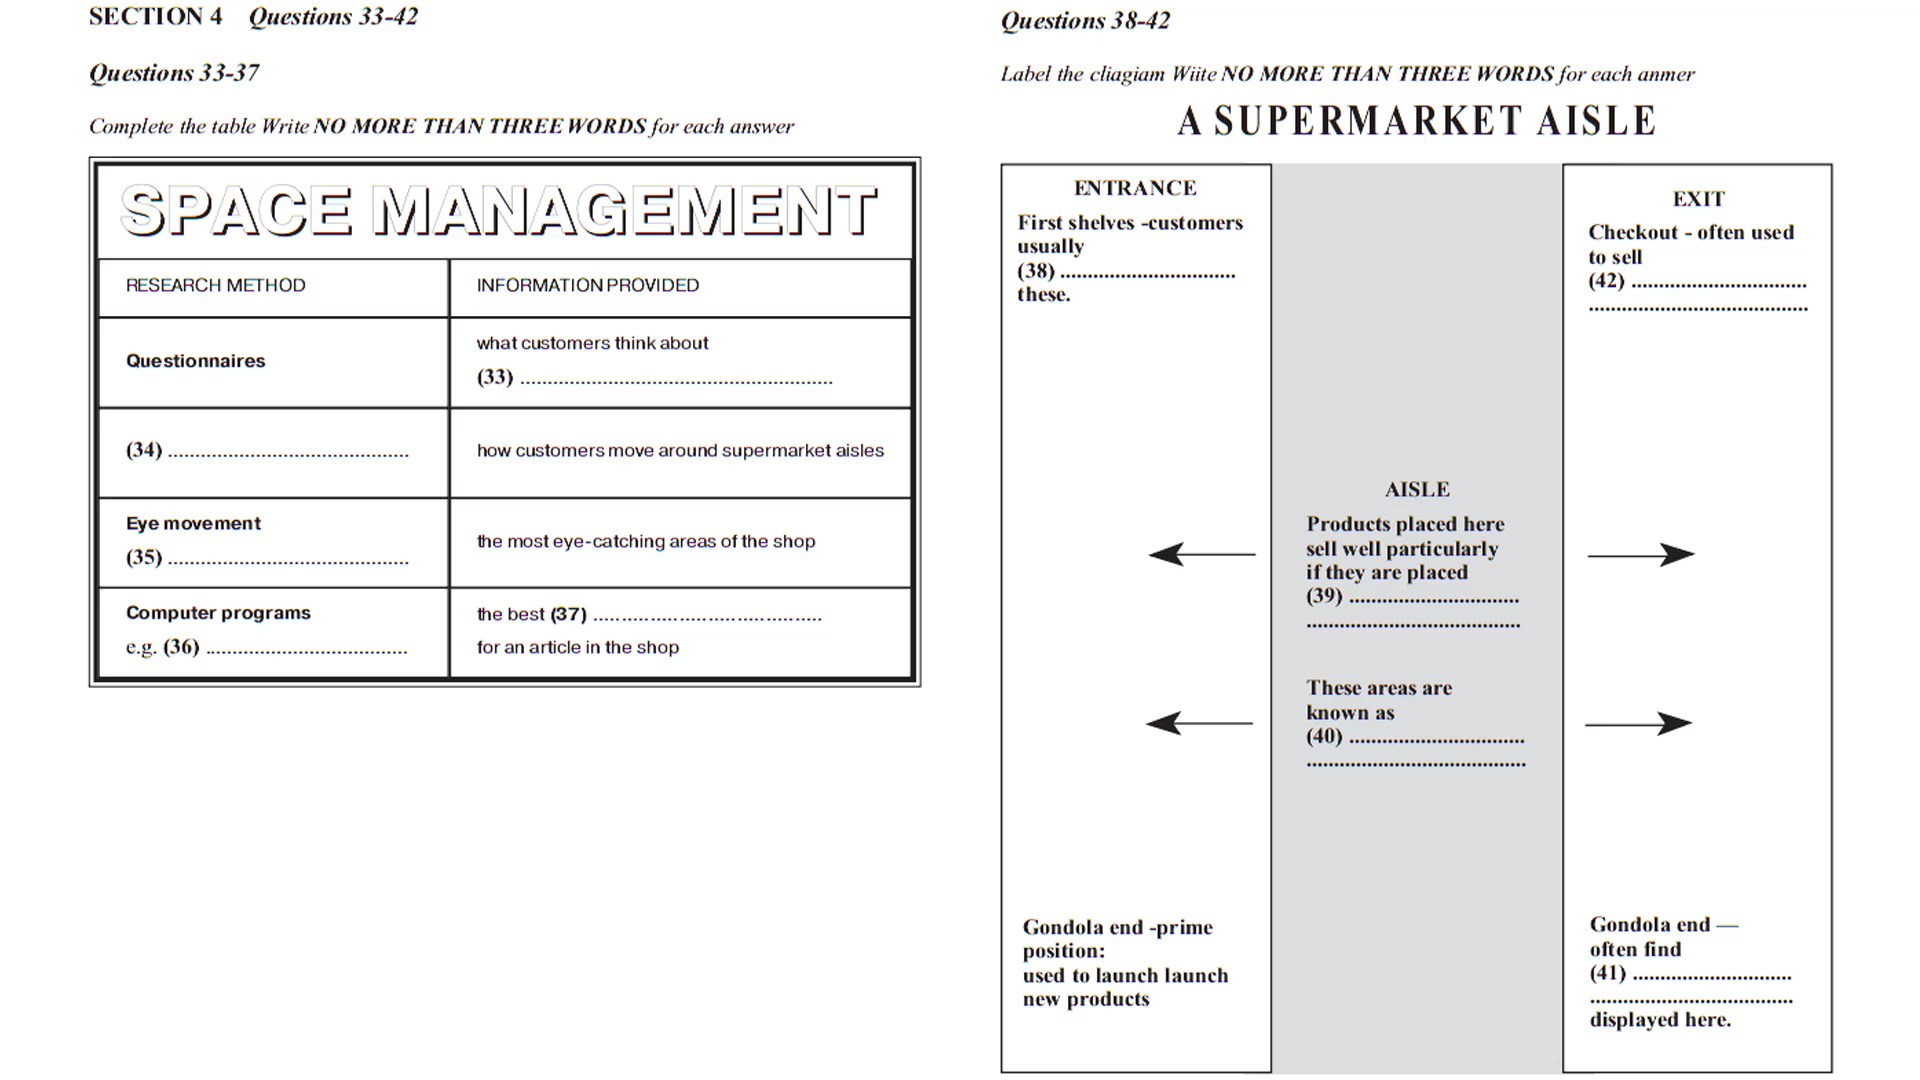 SECTION 4 Questions 33-42
Questions 33-37
Complete the table Write NO MORE THAN THREE WORDS for each answer
SPACE MANAGEMENT
RESEARCH METHOD
INFORMATION PROVIDED
Questionnaires
what customers think about
(33) ........................................................
(34) ...........................................
how customers move around supermarket aisles
Eye movement
(35) ...........................................
the most eye-catching areas of the shop
Computer programs
e.g. (36) ....................................
the best (37) ........................................
for an article in the shop
Questions 38-42
Label the cliagiam Wiite NO MORE THAN THREE WORDS for each anmer
A SUPERMARKET AISLE
ENTRANCE
First shelves -customers
usually
(38) ................................
these.
AISLE
Products placed here
sell well particularly
if they are placed
(39) ...............................
.......................................
These areas are
known as
(40) ................................
........................................
EXIT
Checkout - often used
to sell
(42) ................................
........................................
Gondola end -prime
position:
used to launch launch
new products
Gondola end —
often find
(41) .............................
.....................................
displayed here.